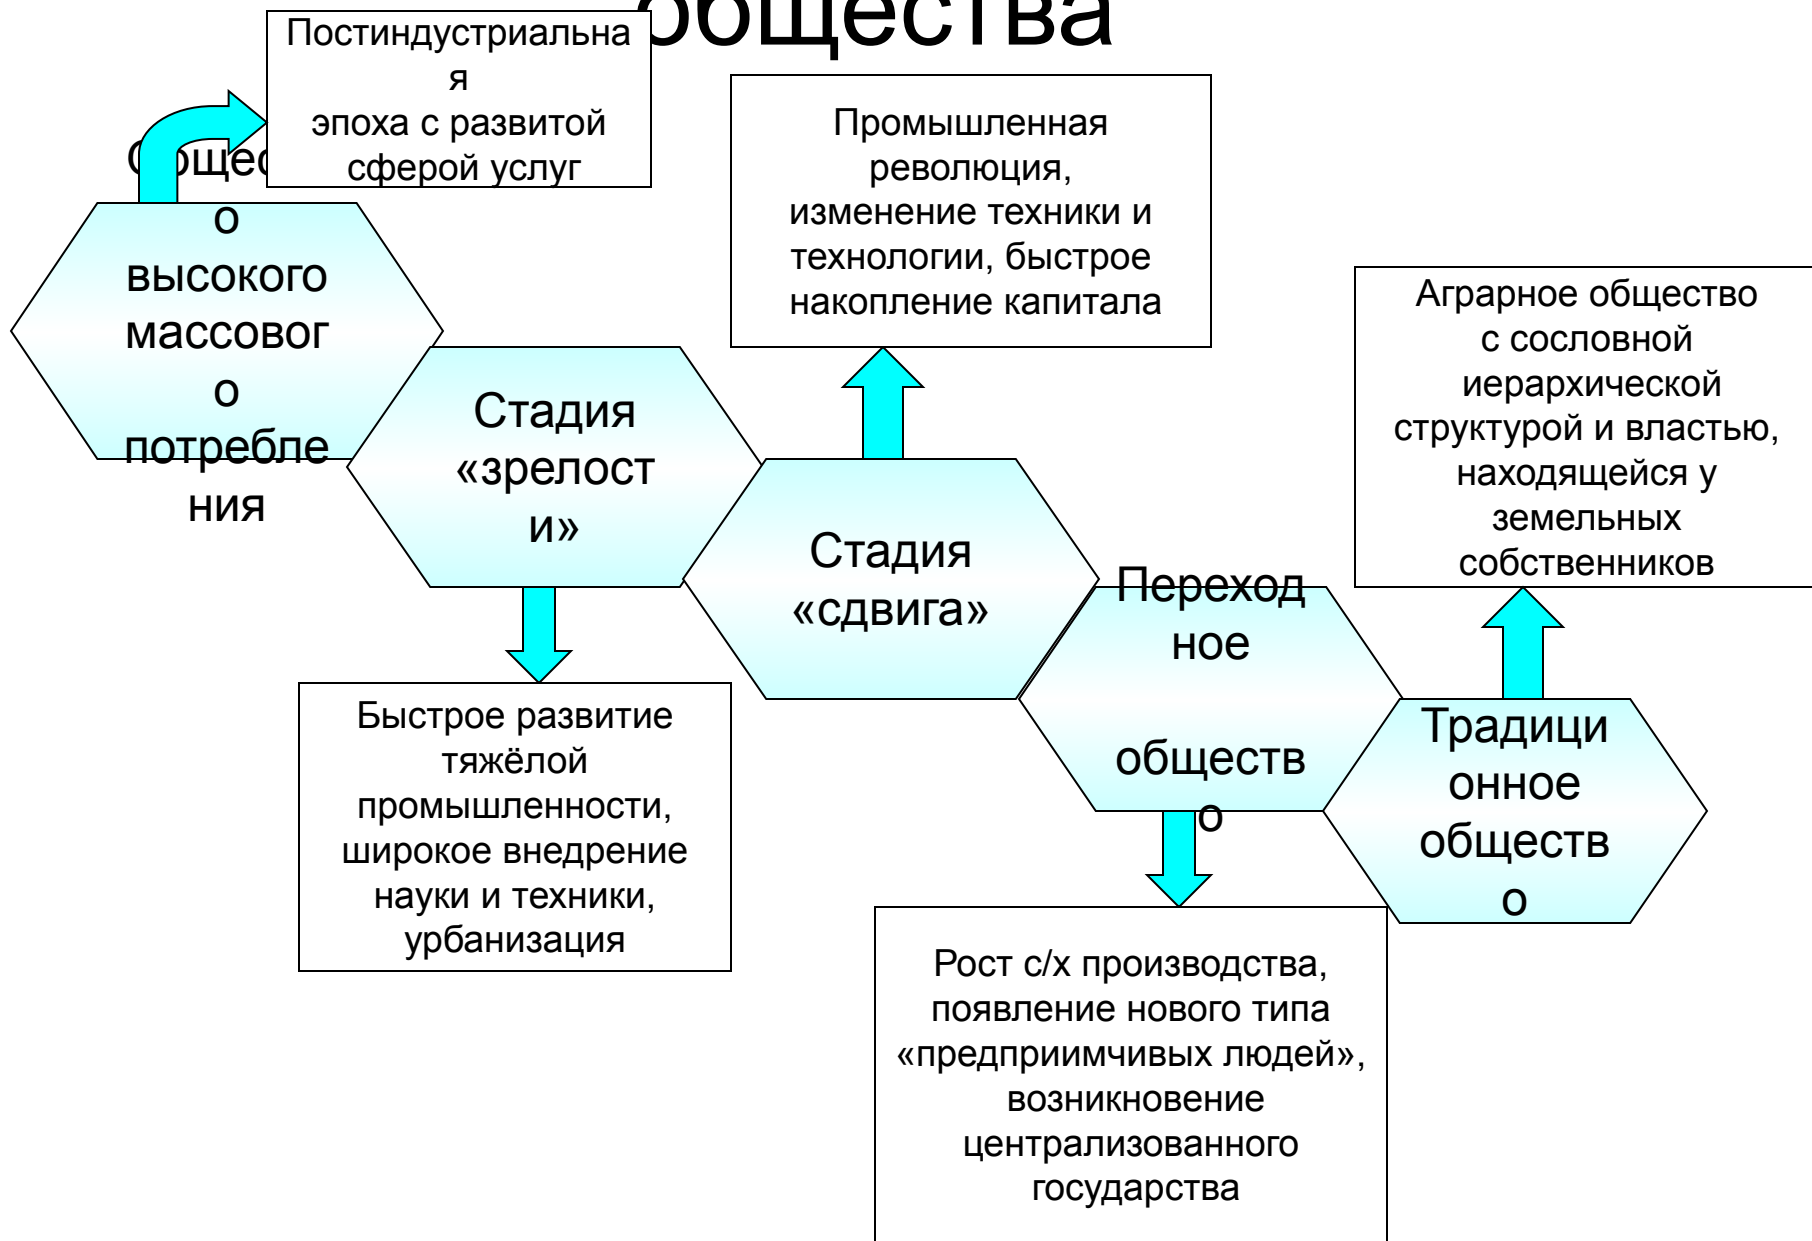 общества
Постиндустриальна
я
эпоха с развитой
сферой услуг
о
высокого
массовог
о
потребле
ния
Промышленная
революция,
изменение техники и
технологии, быстрое
накопление капитала
Аграрное общество
с сословной
иерархической
структурой и властью,
находящейся у
земельных
собственников
Стадия
«зрелост
и»
Стадия
«сдвига»
Переход
ное
обществ
о
Традици
онное
обществ
о
Быстрое развитие
тяжёлой
промышленности,
широкое внедрение
науки и техники,
урбанизация
Рост с/х производства,
появление нового типа
«предприимчивых людей»,
возникновение
централизованного
государства